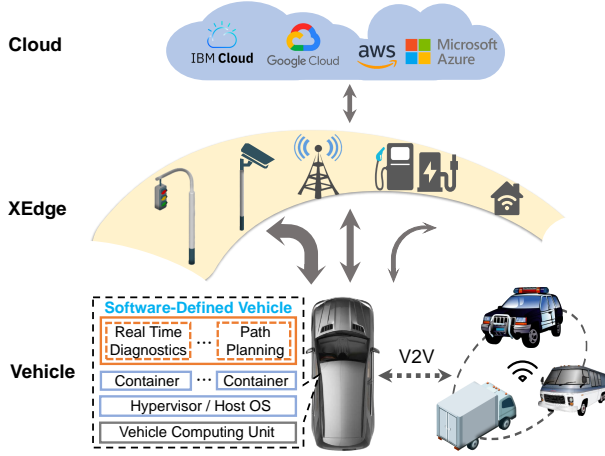 Cloud
IBM Cloud
Google Cloud
aws
Microsoft
Azure
XEdge
Vehicle
Software-Defined Vehicle
Real Time
Diagnostics
...
Path
Planning
Container ... Container
Hypervisor / Host OS
Vehicle Computing Unit
V2V